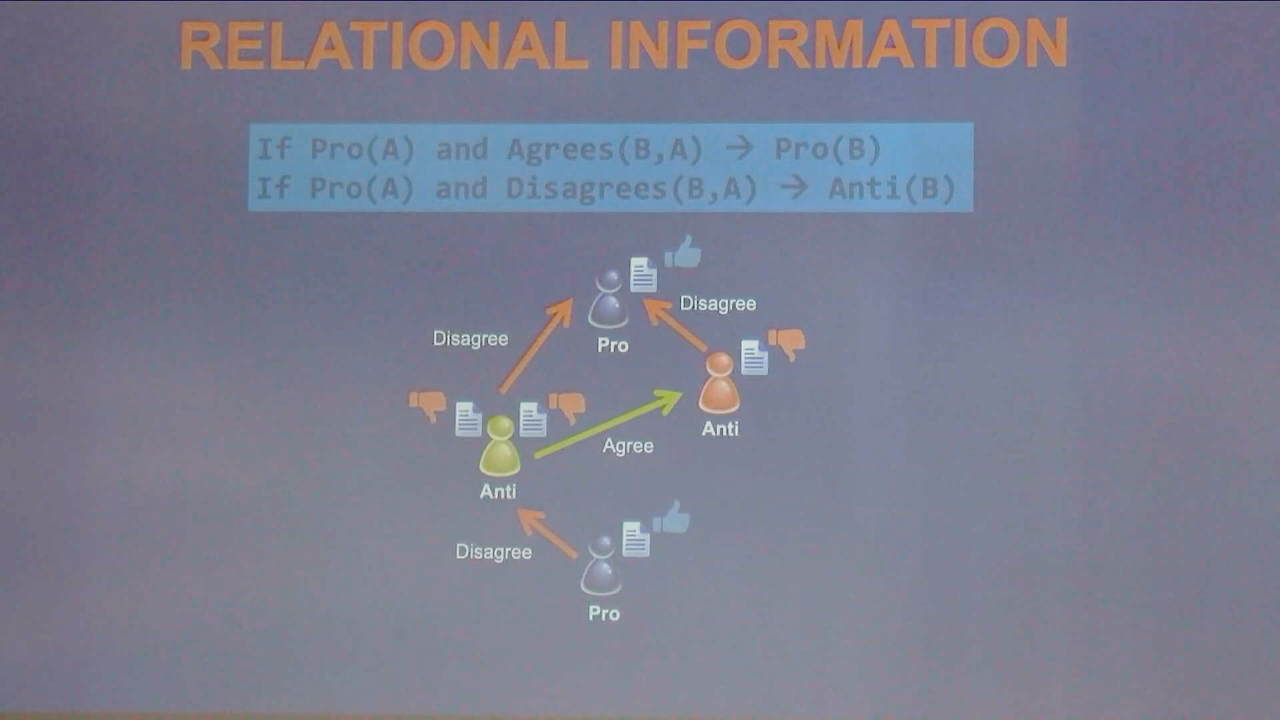 RELATIONAL INFORMATION
If Pro(A) and Agrees(B,A) → Pro(B)
If Pro(A) and Disagrees(B,A) → Anti(B)
Disagree
Disagree
Pro
Anti
Agree
Anti
Disagree
Pro